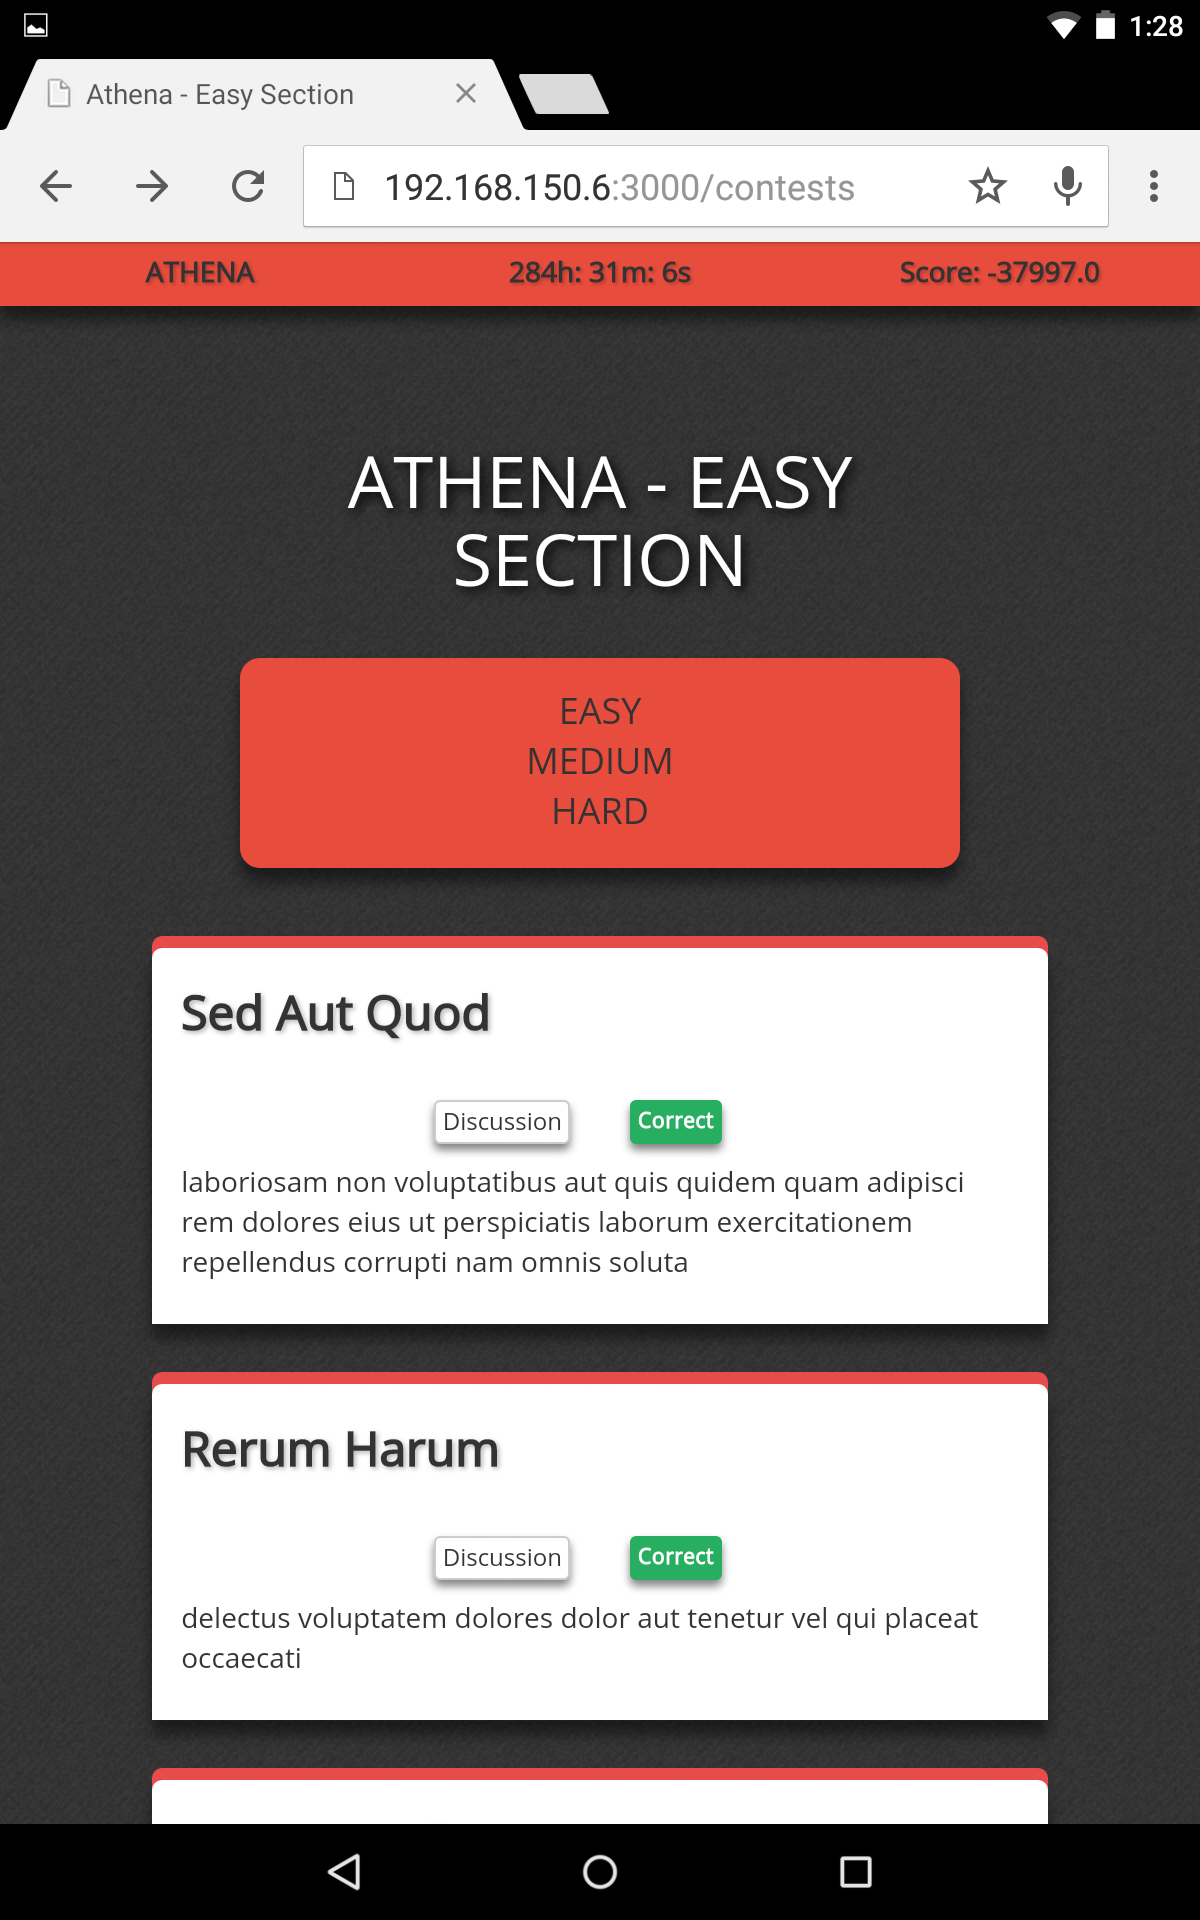 1:28
Athena - Easy Section
192.168.150.6:3000/contests
ATHENA 284h: 31m: 6s Score: -37997.0
ATHENA - EASY
SECTION
EASY
MEDIUM
HARD
Sed Aut Quod
Discussion Correct
laboriosam non voluptatibus aut quis quidem quam adipisci
rem dolores eius ut perspiciatis laborum exercitationem
repellendus corrupti nam omnis soluta
Rerum Harum
Discussion Correct
delectus voluptatem dolores dolor aut tenetur vel qui placeat
occaecati